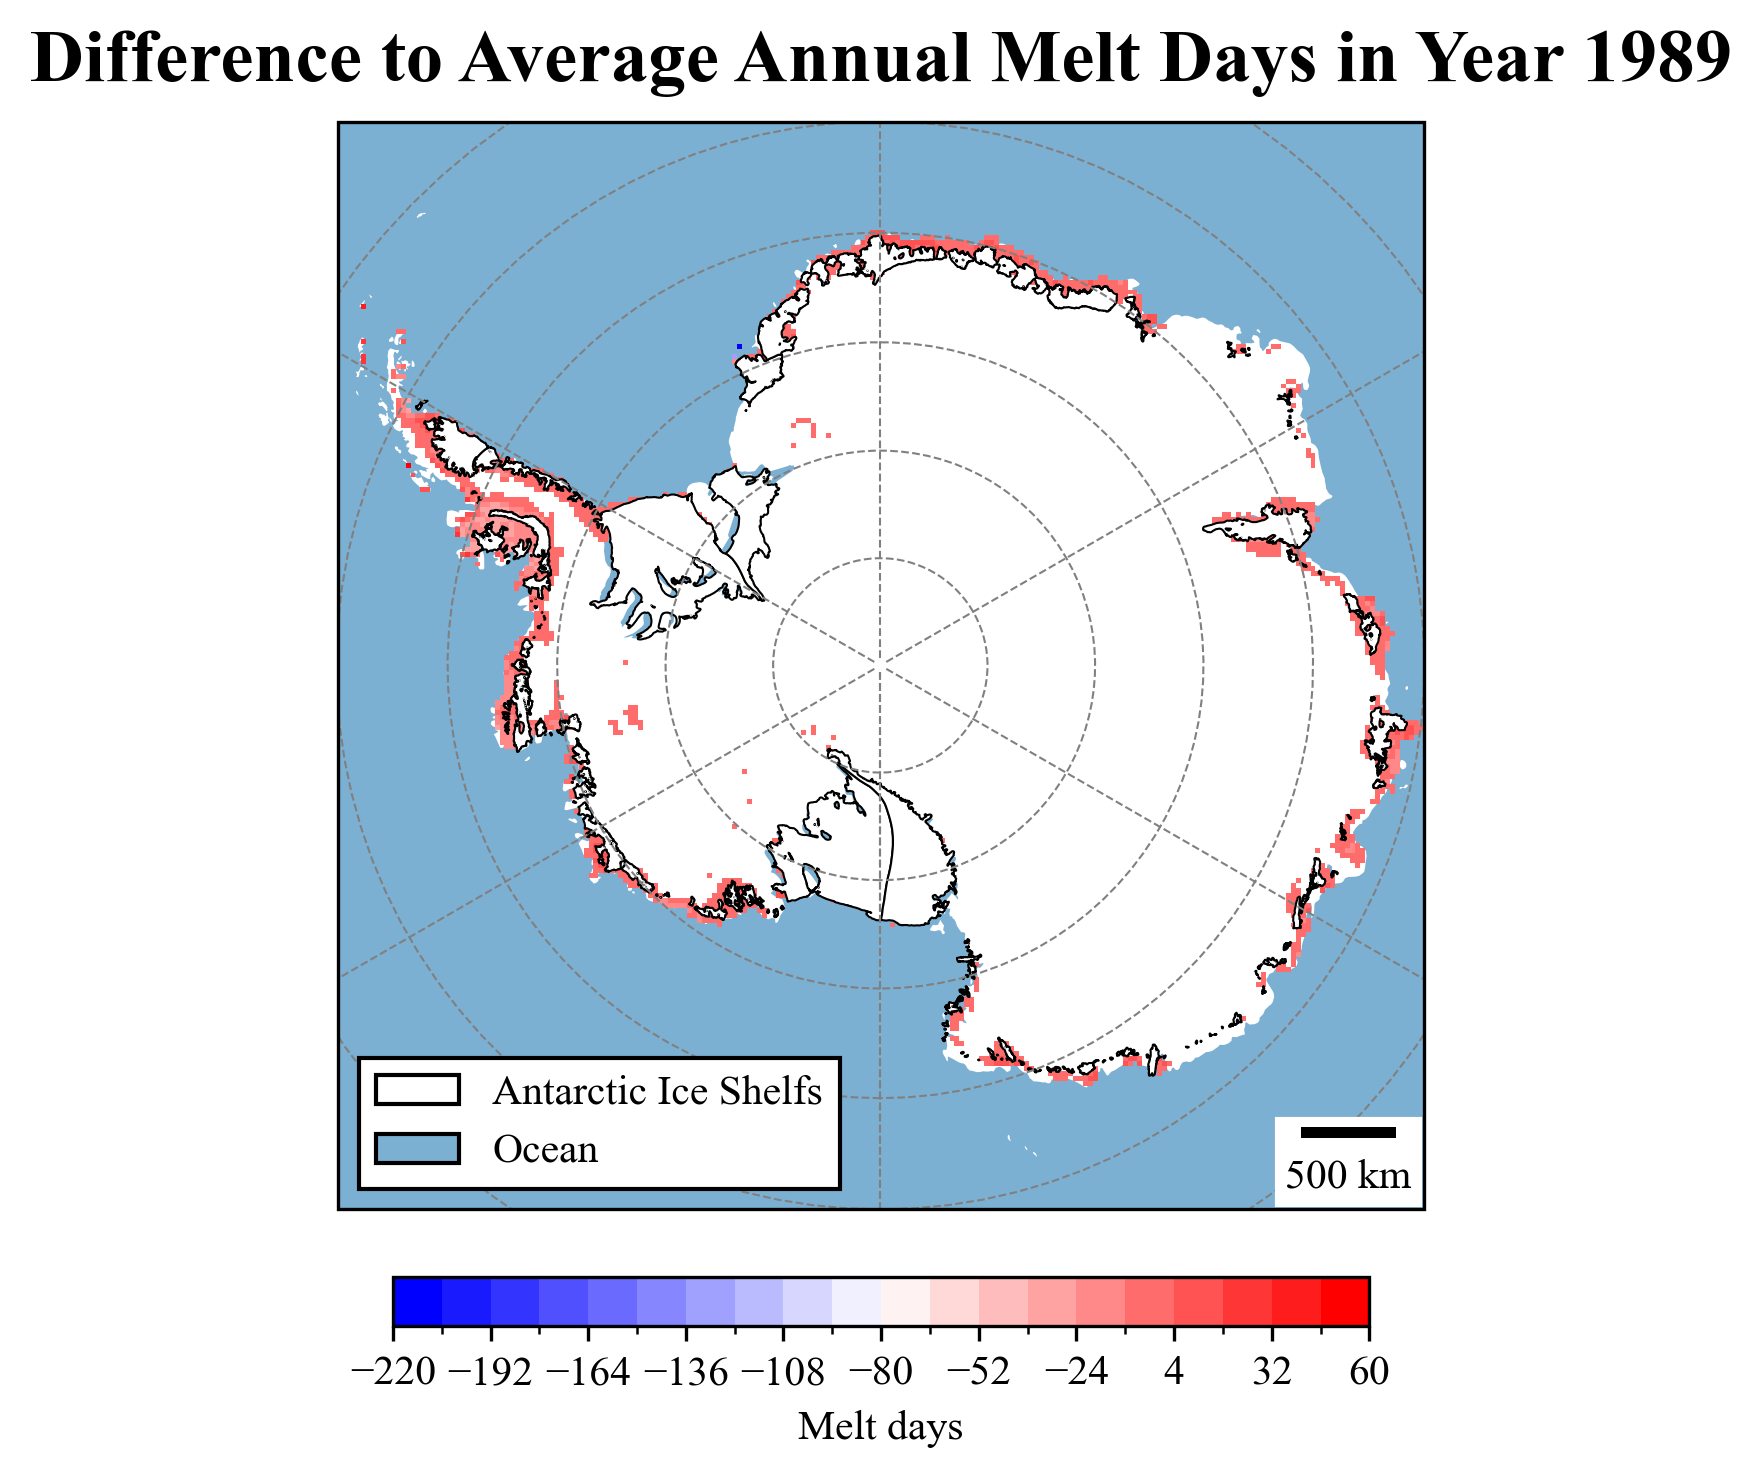 Difference to Average Annual Melt Days in Year 1989
Antarctic Ice Shelfs
Ocean
500 km
−220 −192 −164 −136 −108 −80 −52 −24 4 32 60
Melt days